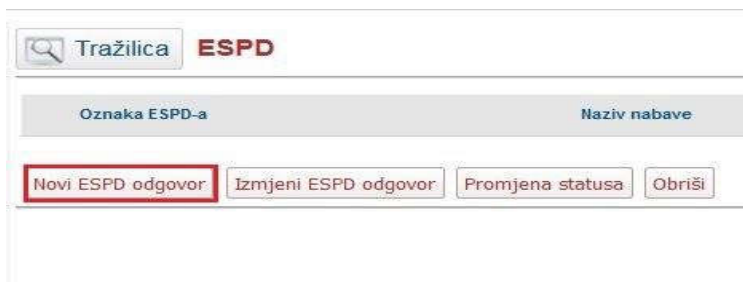 Tražilica ESPD
Oznaka ESPD-a Naziv nabave
Novi ESPD odgovor Izmjeni ESPD odgovor Promjena statusa Obriši